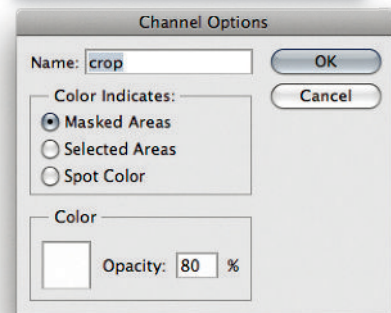 Channel Options
Name: crop
OK
Color Indicates:
Cancel
Masked Areas
Selected Areas
Spot Color
Color
Opacity: 80 %